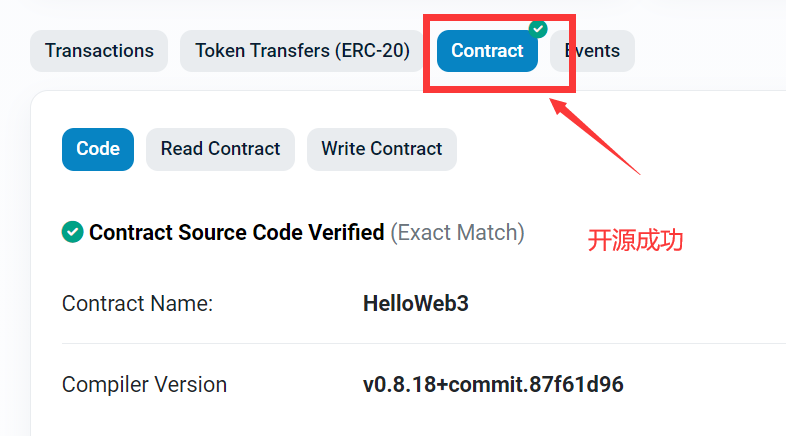 Transactions Token Transfers (ERC-20) Contract Events
Code Read Contract Write Contract
Contract Source Code Verified (Exact Match)
开源成功
Contract Name: HelloWeb3
Compiler Version v0.8.18+commit.87f61d96